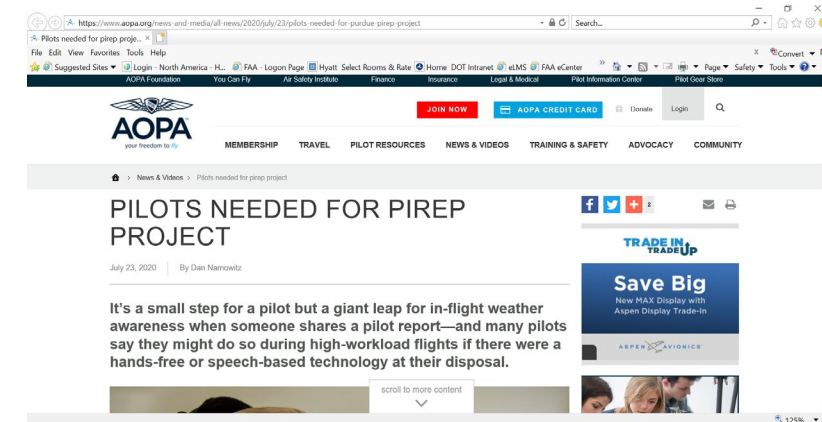 https://www.aopa.org/news-and-media/all-news/2020/july/23/pilots-needed-for-purdue-pirep-project
Search...
Pilots needed for pirep proje...
File Edit View Favorites Tools Help
Convert
Suggested Sites Login - North America - H... FAA - Logon Page Hyatt Select Rooms & Rate Home DOT Intranet eLMS FAA eCenter Page Safety Tools
AOPA Foundation You Can Fly Air Safety Institute Finance Insurance Legal & Medical Pilot Information Center Pilot Gear Store
AOPA
your freedom to fly
JOIN NOW AOPA CREDIT CARD Donate Login
MEMBERSHIP TRAVEL PILOT RESOURCES NEWS & VIDEOS TRAINING & SAFETY ADVOCACY COMMUNITY
> News & Videos > Pilots needed for pirep project
PILOTS NEEDED FOR PIREP
PROJECT
July 23, 2020 By Dan Namowitz
It's a small step for a pilot but a giant leap for in-flight weather
awareness when someone shares a pilot report—and many pilots
say they might do so during high-workload flights if there were a
hands-free or speech-based technology at their disposal.
scroll to more content
2
TRADE IN
TRADE UP
Save Big
New MAX Display with
Aspen Display Trade-In
ASPEN AVIONICS
125%